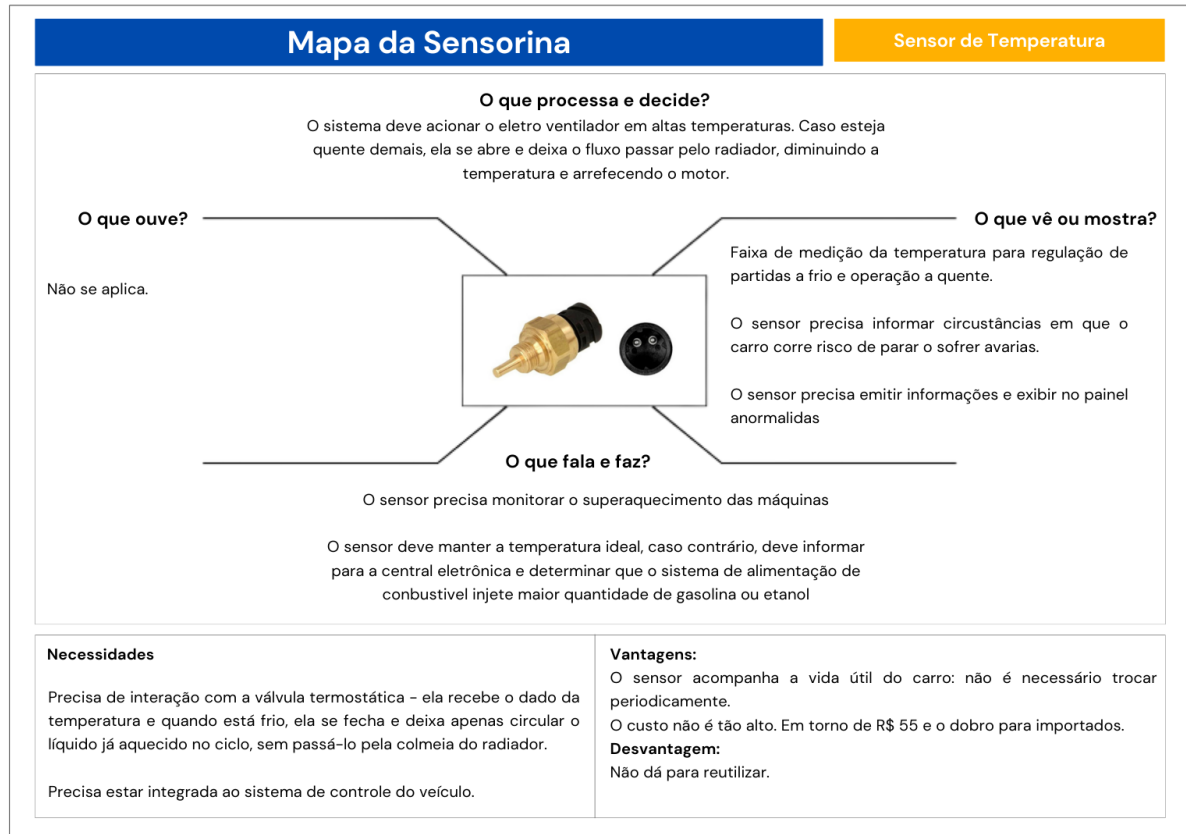 Mapa da Sensorina
Sensor de Temperatura
O que processa e decide?
O sistema deve acionar o eletro ventilador em altas temperaturas. Caso esteja
quente demais, ela se abre e deixa o fluxo passar pelo radiador, diminuindo a
temperatura e arrefecendo o motor.
O que ouve?
Não se aplica.
O que vê ou mostra?
Faixa de medição da temperatura para regulação de
partidas a frio e operação a quente.
O sensor precisa informar circustâncias em que o
carro corre risco de parar o sofrer avarias.
O sensor precisa emitir informações e exibir no painel
anormalidas
O que fala e faz?
O sensor precisa monitorar o superaquecimento das máquinas
O sensor deve manter a temperatura ideal, caso contrário, deve informar
para a central eletrônica e determinar que o sistema de alimentação de
conbustivel injete maior quantidade de gasolina ou etanol
Necessidades
Precisa de interação com a válvula termostática - ela recebe o dado da
temperatura e quando está frio, ela se fecha e deixa apenas circular o
líquido já aquecido no ciclo, sem passá-lo pela colmeia do radiador.
Precisa estar integrada ao sistema de controle do veículo.
Vantagens:
O sensor acompanha a vida útil do carro: não é necessário trocar
periodicamente.
O custo não é tão alto. Em torno de R$ 55 e o dobro para importados.
Desvantagem:
Não dá para reutilizar.